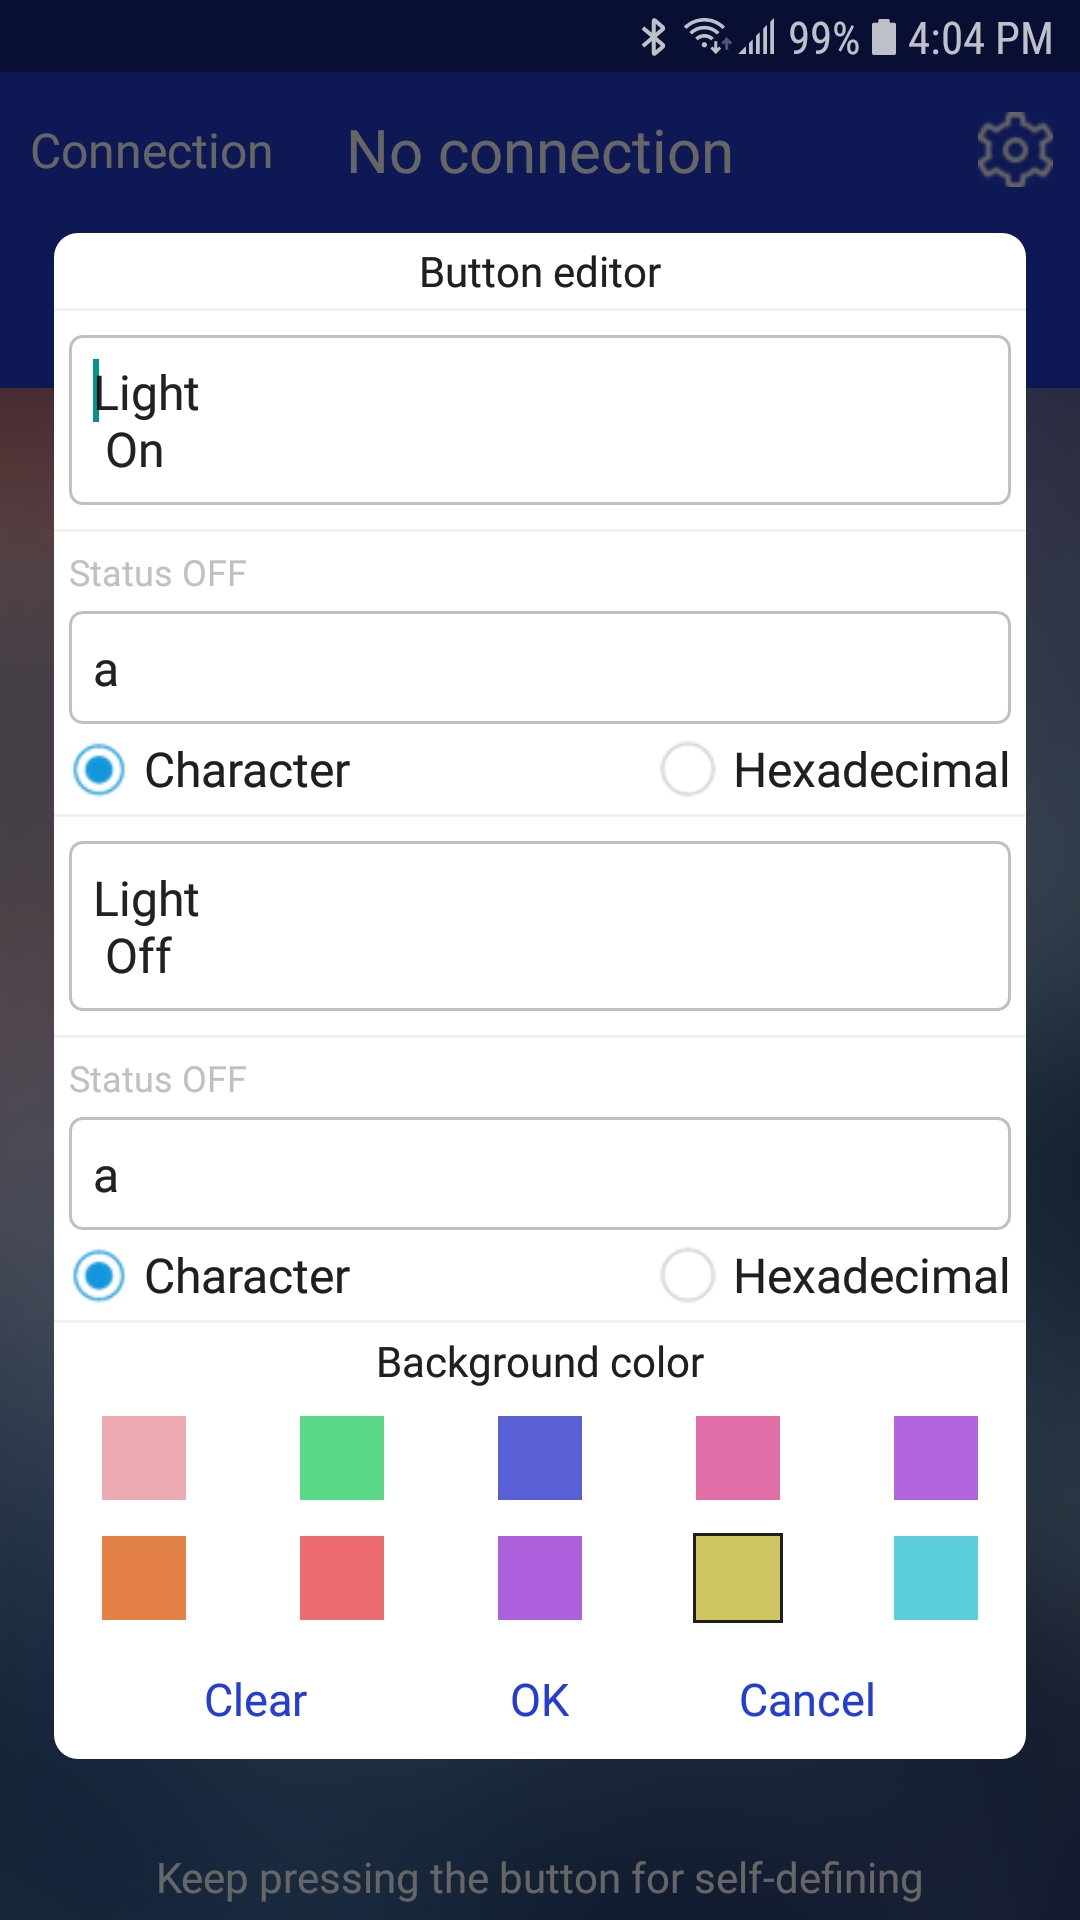 99% 4:04 PM
Connection No connection
Button editor
Light
On
Status OFF
a
Character Hexadecimal
Light
Off
Status OFF
a
Character Hexadecimal
Background color
Clear OK Cancel
Keep pressing the button for self-defining